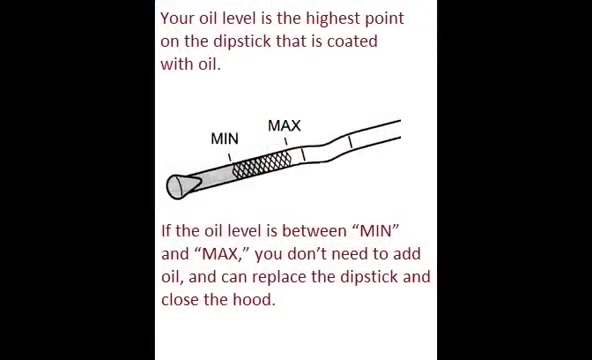 Your oil level is the highest point
on the dipstick that is coated
with oil.
MAX
MIN
If the oil level is between “MIN”
and “MAX,” you don’t need to add
oil, and can replace the dipstick and
close the hood.